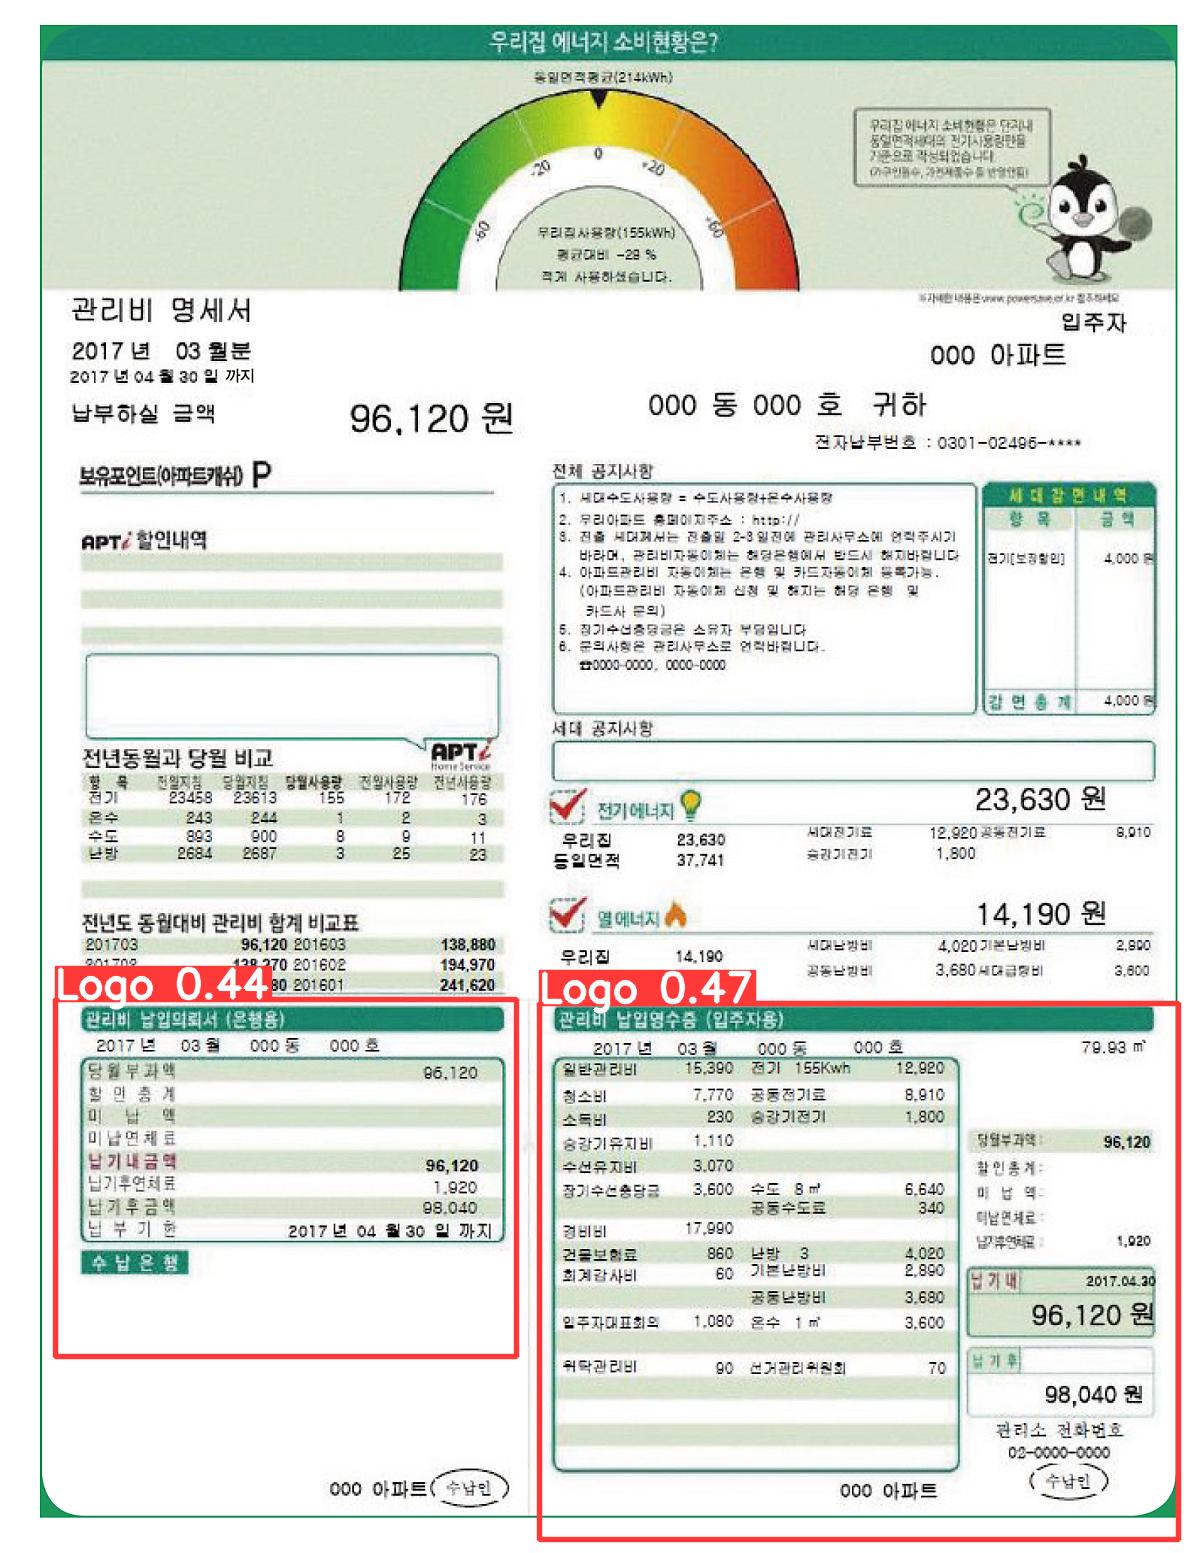 우리집 에너지 소비현황은?
동일면적평균(214kWh)
-60 -20 0 +20 +60
우리집사용량(155kWh)
평균대비 -28 %
적게 사용하셨습니다.
우리집 에너지 소비현황은 단지내
동일면적세대의 전기사용량만을
기준으로 작성되었습니다
(가구인원수, 가전제품수 등 반영안됨)
※자세한 내용은 www.powersave.or.kr 참조하세요
관리비 명세서
2017 년 03 월분
2017 년 04 월 30 일 까지
납부하실 금액 96,120 원
입주자
000 아파트
000 동 000 호 귀하
전자납부번호 : 0301-02496-****
보유포인트(아파트캐쉬) P
APTi 할인내역
전체 공지사항
1. 세대수도사용량 = 수도사용량+온수사용량
2. 우리아파트 홈페이지주소 : http://
3. 전출 세대께서는 전출일 2-3일전에 관리사무소에 연락주시기
바라며, 관리비자동이체는 해당은행에서 반드시 해지바랍니다
4. 아파트관리비 자동이체는 은행 및 카드자동이체 등록가능.
(아파트관리비 자동이체 신청 및 해지는 해당 은행 및
카드사 문의)
5. 장기수선충당금은 소유자 부담입니다
6. 문의사항은 관리사무소로 연락바랍니다.
☎0000-0000, 0000-0000
세대감면내역
항 목 금 액
전기[보장할인] 4,000 원
감 면 총 계 4,000 원
세대 공지사항
전년동월과 당월 비교
APTi
Home Service
항 목 전월지침 당월지침 당월사용량 전월사용량 전년사용량
전기 23458 23613 155 172 176
온수 243 244 1 2 3
수도 893 900 8 9 11
난방 2684 2687 3 25 23
전년도 동월대비 관리비 합계 비교표
201703 96,120 201603 138,880
201702 138,270 201602 194,970
80 201601 241,620
전기에너지 23,630 원
우리집 23,630 세대전기료 12,920 공동전기료 8,910
동일면적 37,741 승강기전기 1,800
열에너지 14,190 원
우리집 14,190 세대난방비 4,020 기본난방비 2,890
공동난방비 3,680 세대급탕비 3,600
Logo 0.44
관리비 납입의뢰서 (은행용)
2017 년 03 월 000 동 000 호
당월부과액 96,120
할 인 총 계
미 납 액
미납연체료
납기내금액 96,120
납기후연체료 1,920
납기후금액 98,040
납 부 기 한 2017 년 04 월 30 일 까지
수 납 은 행
000 아파트 수납인
Logo 0.47
관리비 납입영수증 (입주자용)
2017 년 03 월 000 동 000 호 79.93 ㎡
일반관리비 15,390 전기 155Kwh 12,920
청소비 7,770 공동전기료 8,910
소독비 230 승강기전기 1,800
승강기유지비 1,110
수선유지비 3,070
장기수선충당금 3,600 수도 8㎥ 6,640
공동수도료 340
경비비 17,990
건물보험료 860 난방 3 4,020
회계감사비 60 기본난방비 2,890
공동난방비 3,680
입주자대표회의 1,080 온수 1㎥ 3,600
위탁관리비 90 선거관리위원회 70
당월부과액: 96,120
할인총계:
미 납 액:
미납연체료:
납기후연체료: 1,920
납 기 내 2017.04.30
96,120 원
납 기 후
98,040 원
관리소 전화번호
02-0000-0000
수납인
000 아파트